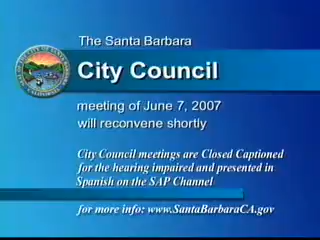 The Santa Barbara
City Council
meeting of June 7, 2007
will reconvene shortly
City Council meetings are Closed Captioned
for the hearing impaired and presented in
Spanish on the SAP Channel
for more info: www.SantaBarbaraCA.gov